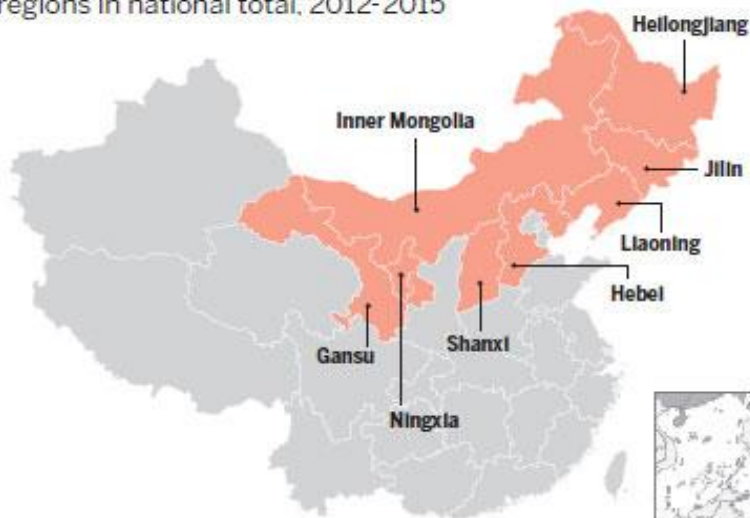 regions in national total, 2012-2015
Heilongjiang
Inner Mongolia
Jilin
Liaoning
Hebei
Shanxi
Gansu
Ningxia